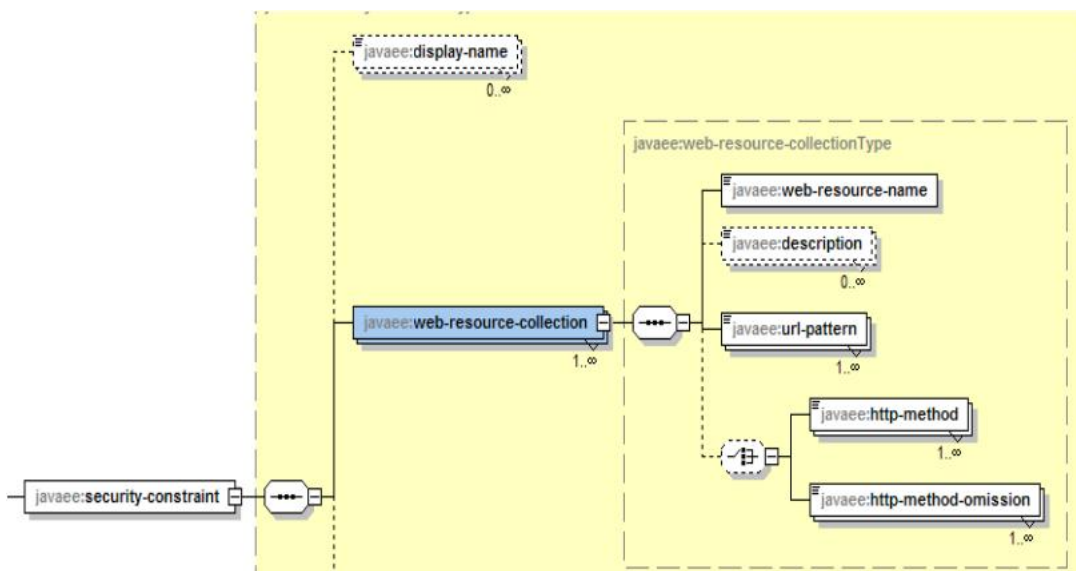 javaee:display-name
0..∞
javaee:web-resource-collectionType
javaee:web-resource-name
javaee:description
0..∞
javaee:web-resource-collection
1..∞
javaee:url-pattern
1..∞
javaee:http-method
1..∞
javaee:security-constraint
javaee:http-method-omission
1..∞